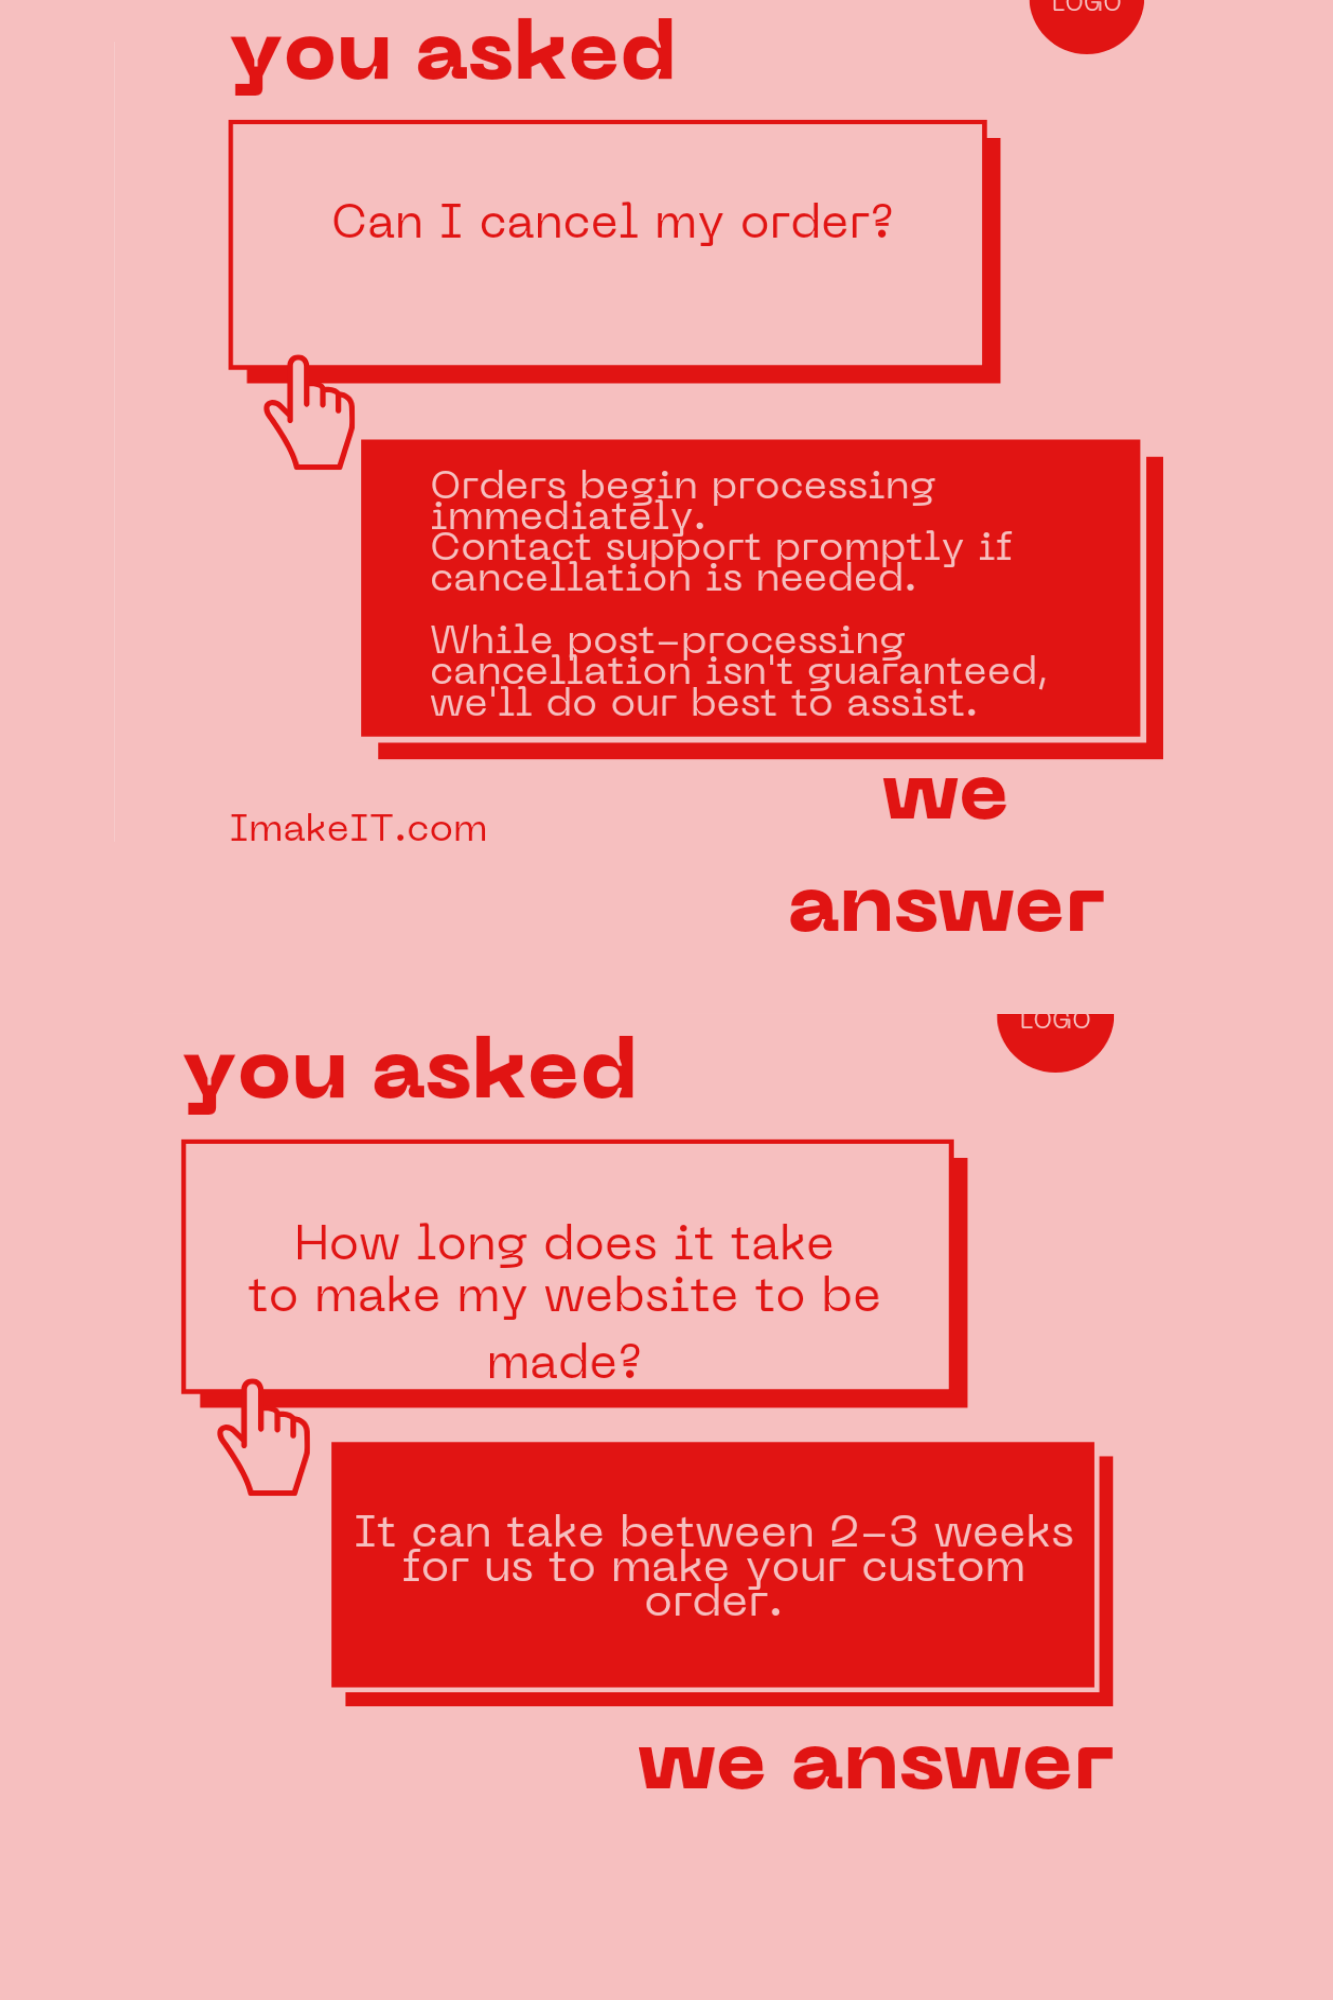 you asked
LOGO
Can I cancel my order?
Orders begin processing
immediately.
Contact support promptly if
cancellation is needed.
While post-processing
cancellation isn't guaranteed,
we'll do our best to assist.
we
answer
ImakeIT.com
you asked
LOGO
How long does it take
to make my website to be
made?
It can take between 2-3 weeks
for us to make your custom
order.
we answer